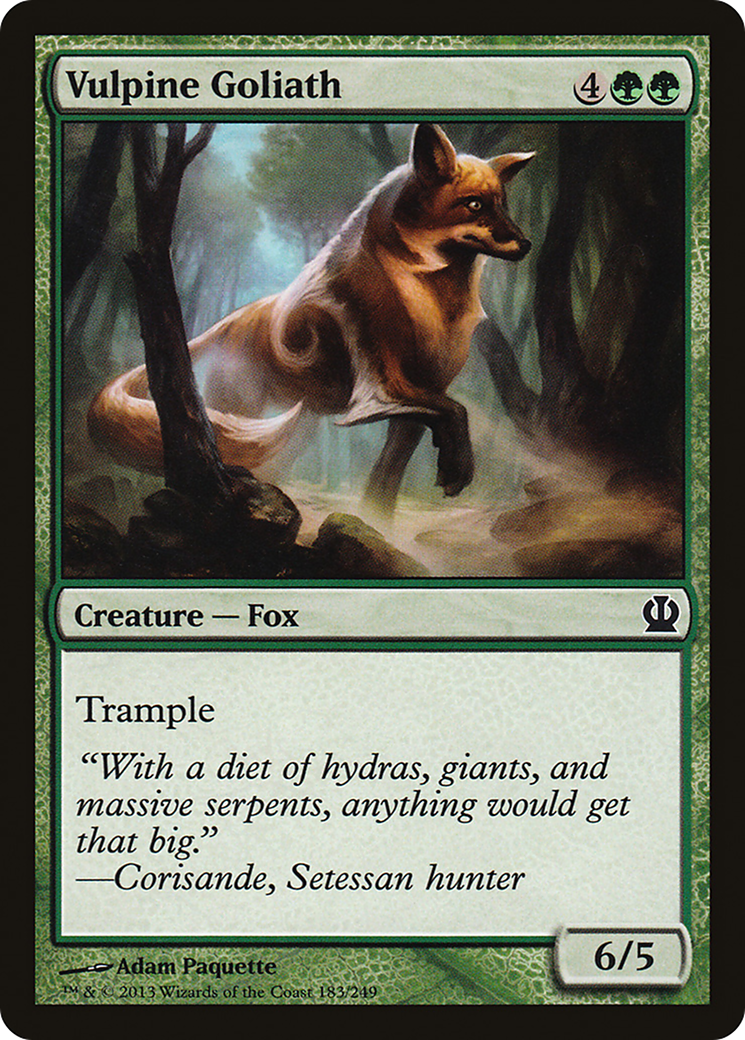 Vulpine Goliath 4
Creature — Fox
Trample
“With a diet of hydras, giants, and
massive serpents, anything would get
that big.”
—Corisande, Setessan hunter
6/5
Adam Paquette
™ & © 2013 Wizards of the Coast 183/249